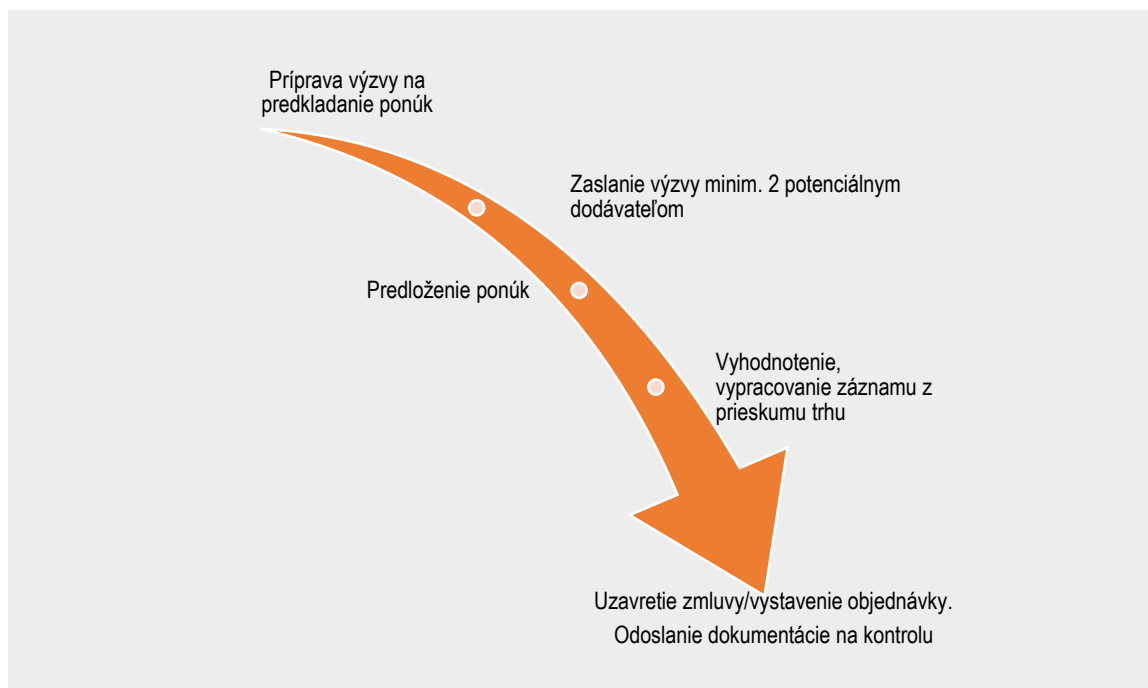 Príprava výzvy na
predkladanie ponúk
Zaslanie výzvy minim. 2 potenciálnym
dodávateľom
Predloženie ponúk
Vyhodnotenie,
vypracovanie záznamu z
prieskumu trhu
Uzavretie zmluvy/vystavenie objednávky.
Odoslanie dokumentácie na kontrolu